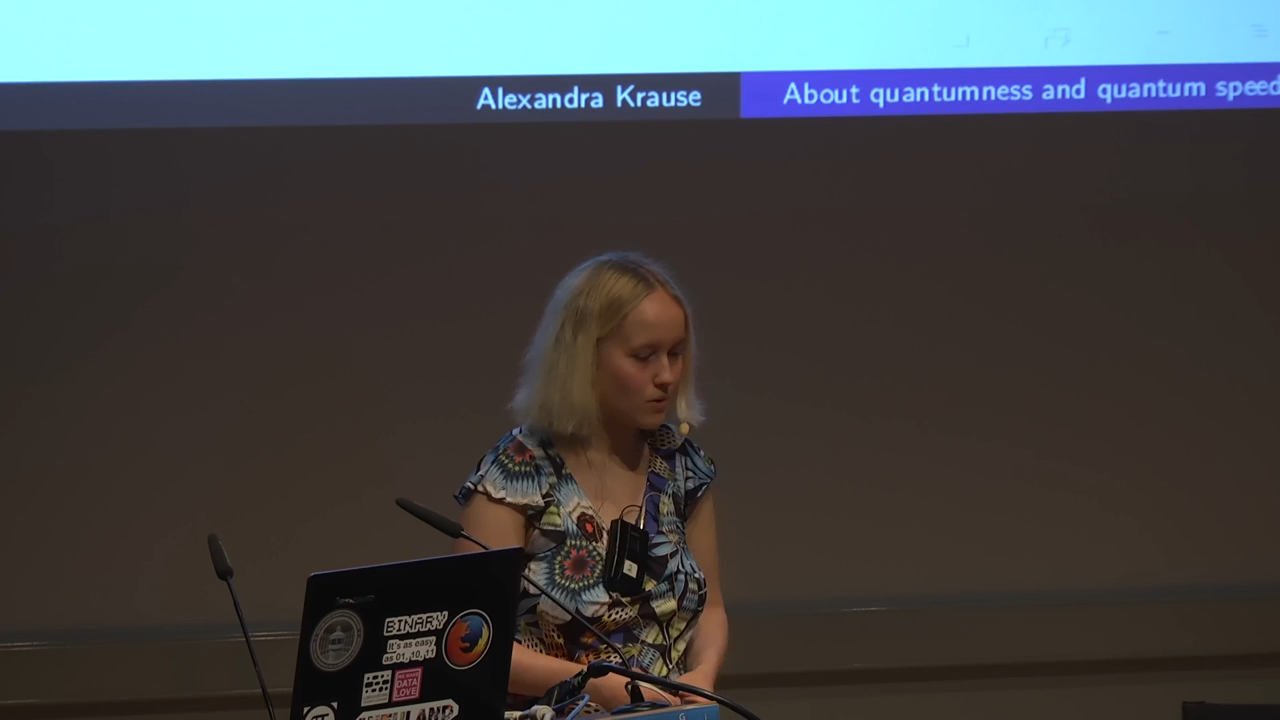 Alexandra Krause
About quantumness and quantum speed
BINARY
It's as easy
as 01, 10, 11
DATA
LOVE